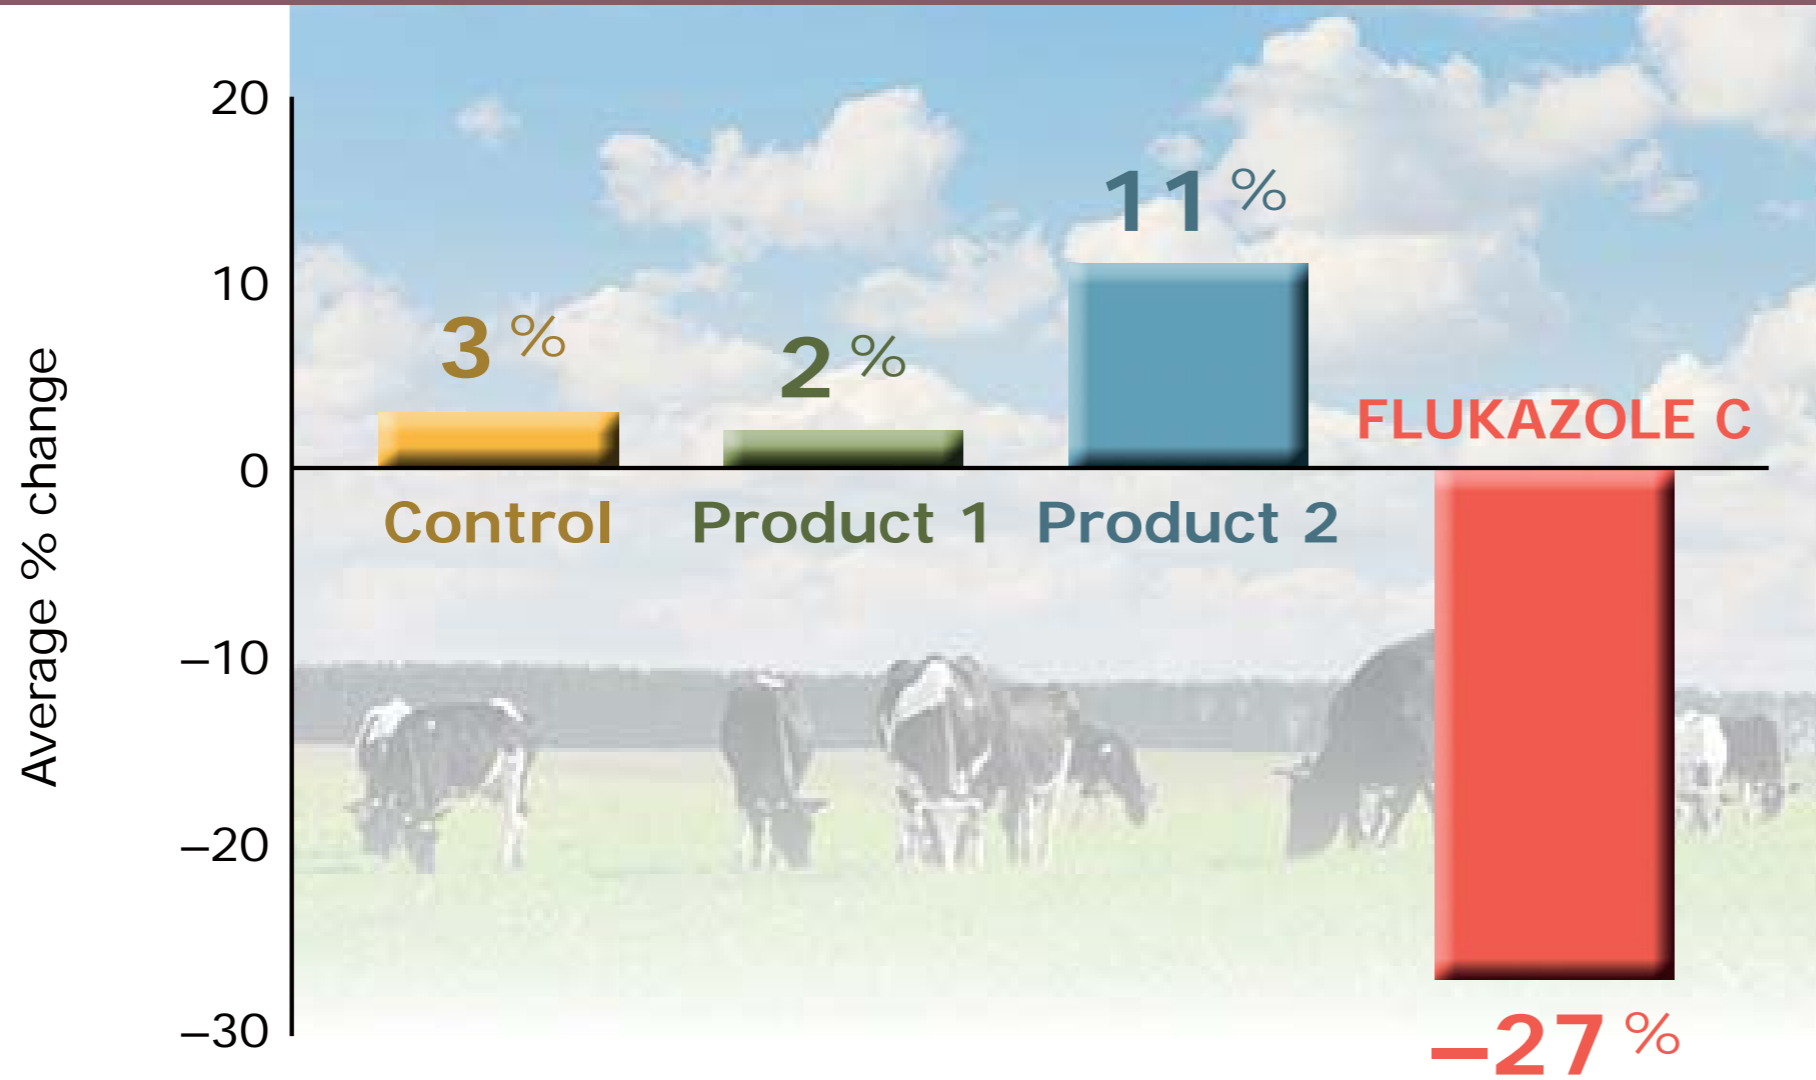 Average % change
20
10
0
–10
–20
–30
3 %
2 %
11 %
FLUKAZOLE C
Control
Product 1
Product 2
–27 %